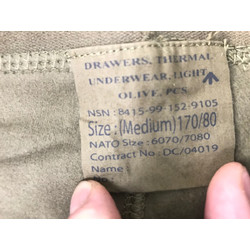 DRAWERS, THERMAL
UNDERWEAR, LIGHT
OLIVE, PCS
NSN : 8415-99-152-9105
Size : (Medium) 170/80
NATO Size : 6070/7080
Contract No : DC/04019
Name